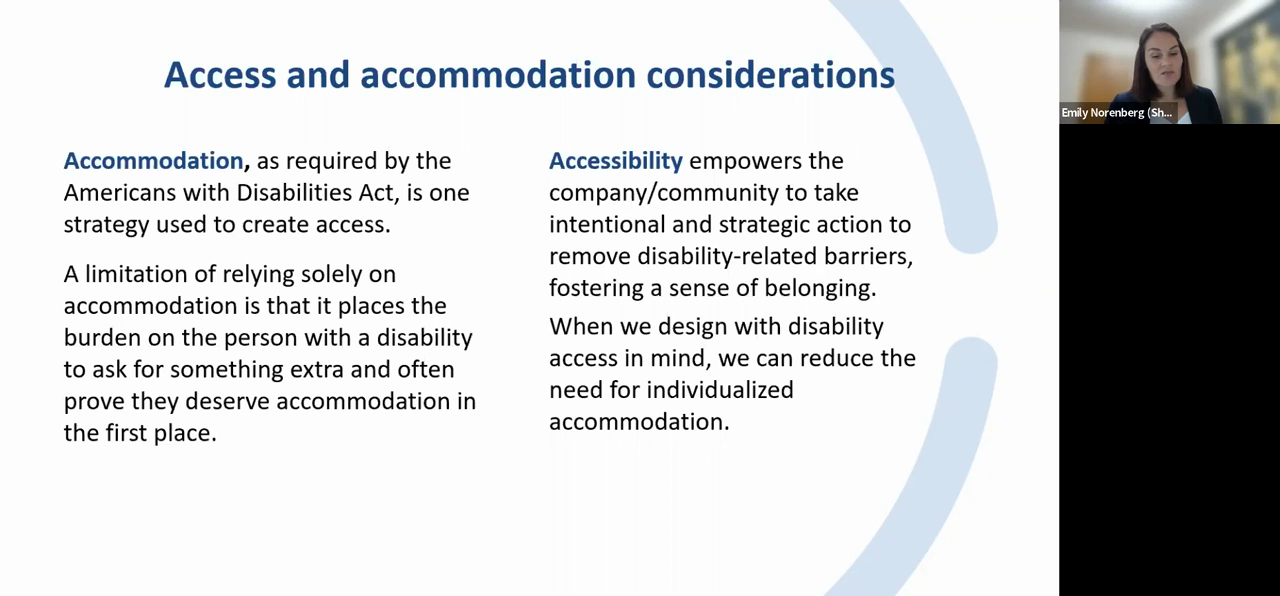 Access and accommodation considerations
Accommodation, as required by the
Americans with Disabilities Act, is one
strategy used to create access.
A limitation of relying solely on
accommodation is that it places the
burden on the person with a disability
to ask for something extra and often
prove they deserve accommodation in
the first place.
Accessibility empowers the
company/community to take
intentional and strategic action to
remove disability-related barriers,
fostering a sense of belonging.
When we design with disability
access in mind, we can reduce the
need for individualized
accommodation.
Emily Norenberg (Sh...